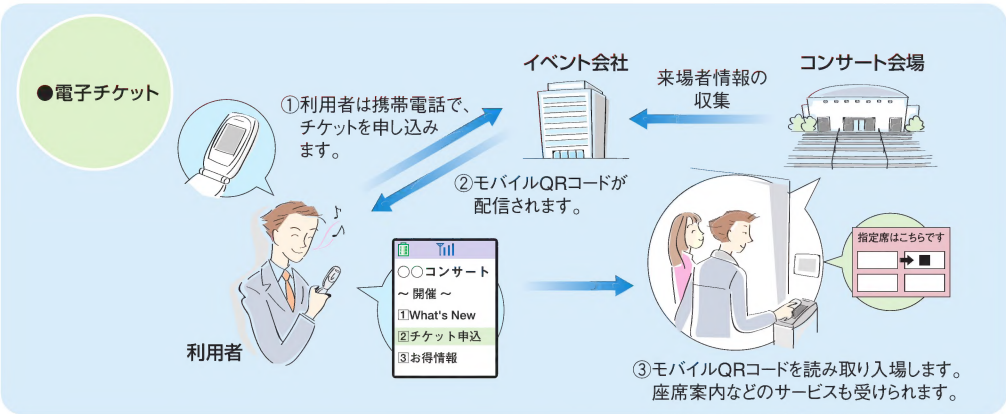 ●電子チケット
①利用者は携帯電話で、
チケットを申し込み
ます。
イベント会社
来場者情報の
収集
コンサート会場
②モバイルQRコードが
配信されます。
利用者
○○コンサート
～ 開催 ～
1What's New
2チケット申込
3お得情報
指定席はこちらです
③モバイルQRコードを読み取り入場します。
座席案内などのサービスも受けられます。